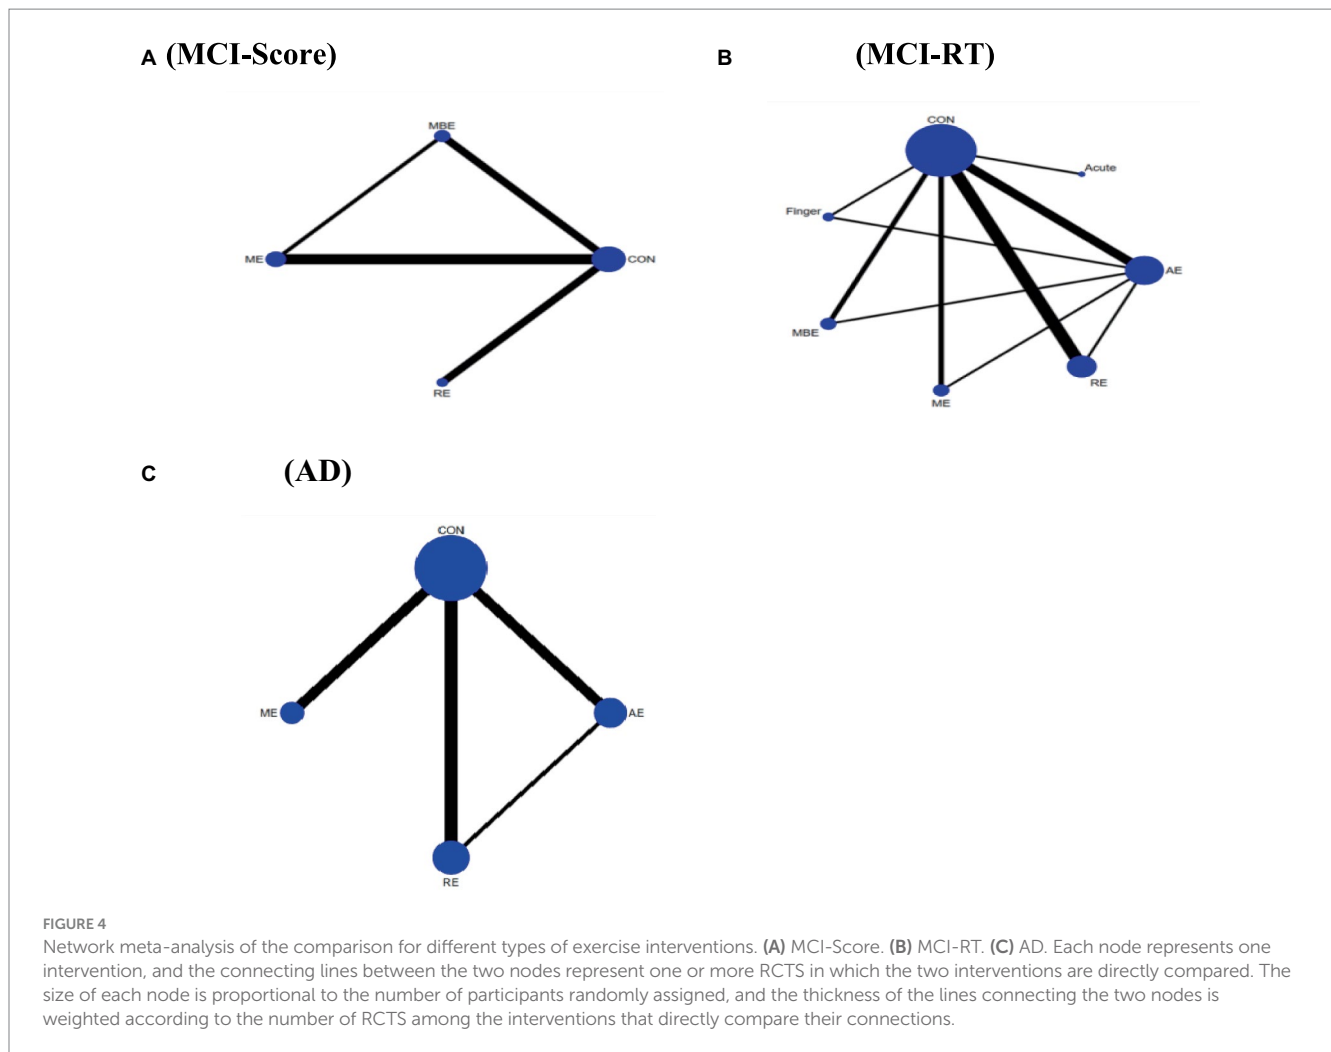 A (MCI-Score)
MBE
ME
CON
RE
B (MCI-RT)
CON
Acute
Finger
AE
MBE
RE
ME
C (AD)
CON
ME
AE
RE
FIGURE 4
Network meta-analysis of the comparison for different types of exercise interventions. (A) MCI-Score. (B) MCI-RT. (C) AD. Each node represents one
intervention, and the connecting lines between the two nodes represent one or more RCTS in which the two interventions are directly compared. The
size of each node is proportional to the number of participants randomly assigned, and the thickness of the lines connecting the two nodes is
weighted according to the number of RCTS among the interventions that directly compare their connections.